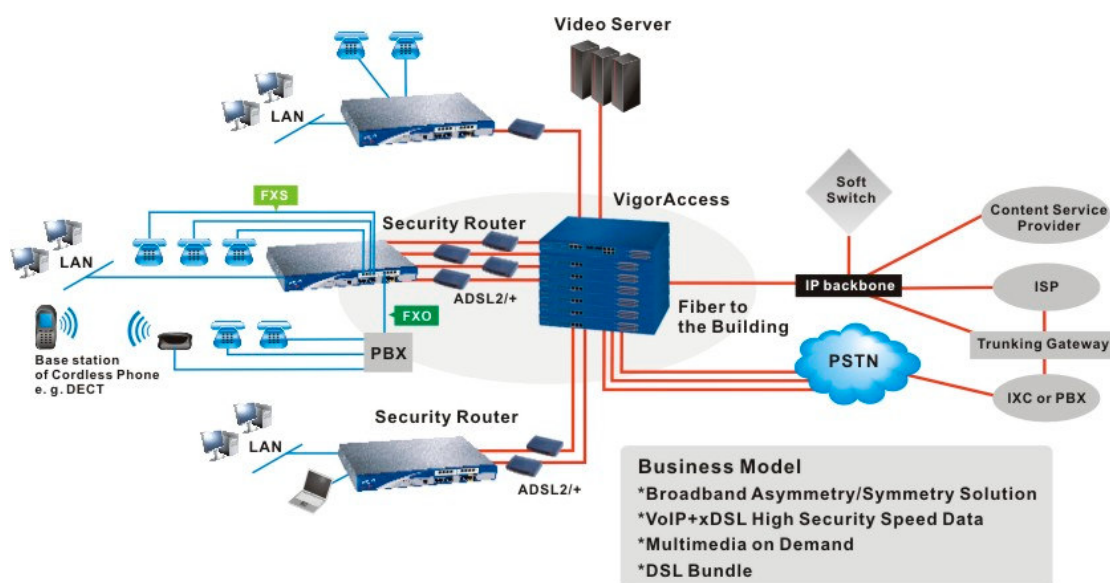 Video Server
LAN
FXS
Security Router
VigorAccess
Soft
Switch
Content Service
Provider
LAN
ADSL2/+
IP backbone
ISP
Fiber to
the Building
FXO
PBX
Base station
of Cordless Phone
e. g. DECT
PSTN
Trunking Gateway
IXC or PBX
Security Router
LAN
ADSL2/+
Business Model
*Broadband Asymmetry/Symmetry Solution
*VoIP+xDSL High Security Speed Data
*Multimedia on Demand
*DSL Bundle